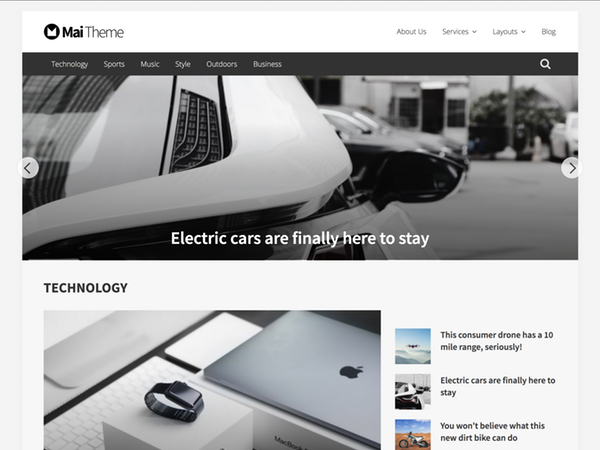 Mai Theme
About Us Services Layouts Blog
Technology Sports Music Style Outdoors Business
Electric cars are finally here to stay
TECHNOLOGY
This consumer drone has a 10
mile range, seriously!
Electric cars are finally here to
stay
You won't believe what this
new dirt bike can do
MacBook